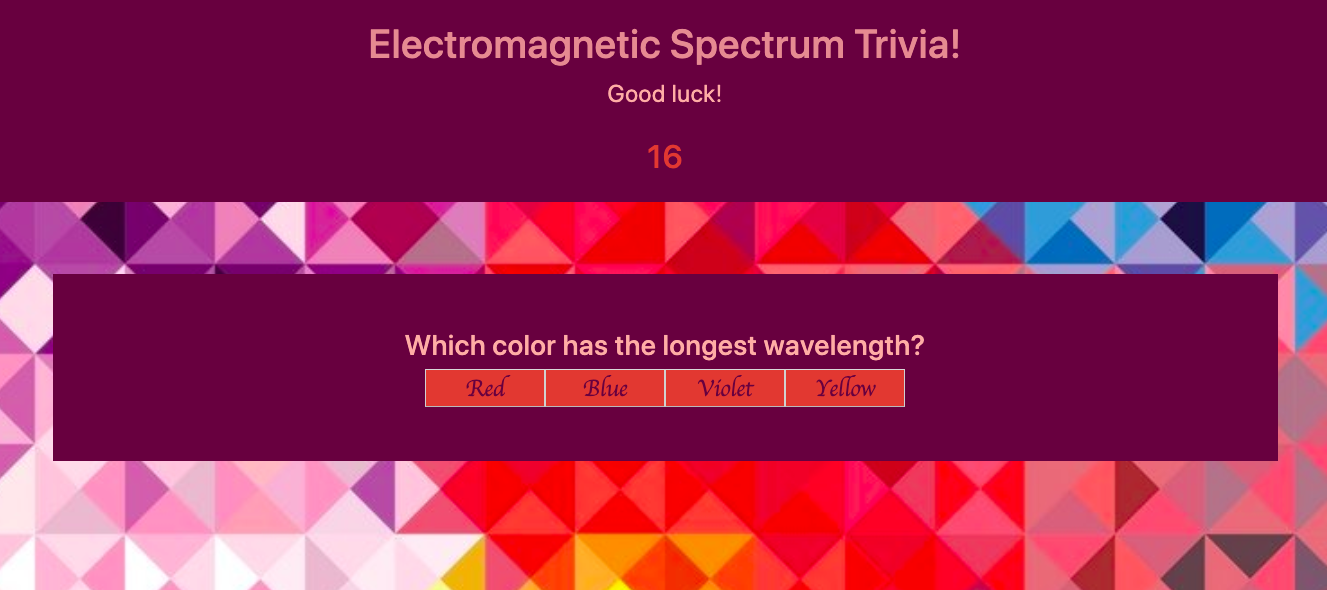 Electromagnetic Spectrum Trivia!
Good luck!
16
Which color has the longest wavelength?
Red Blue Violet Yellow